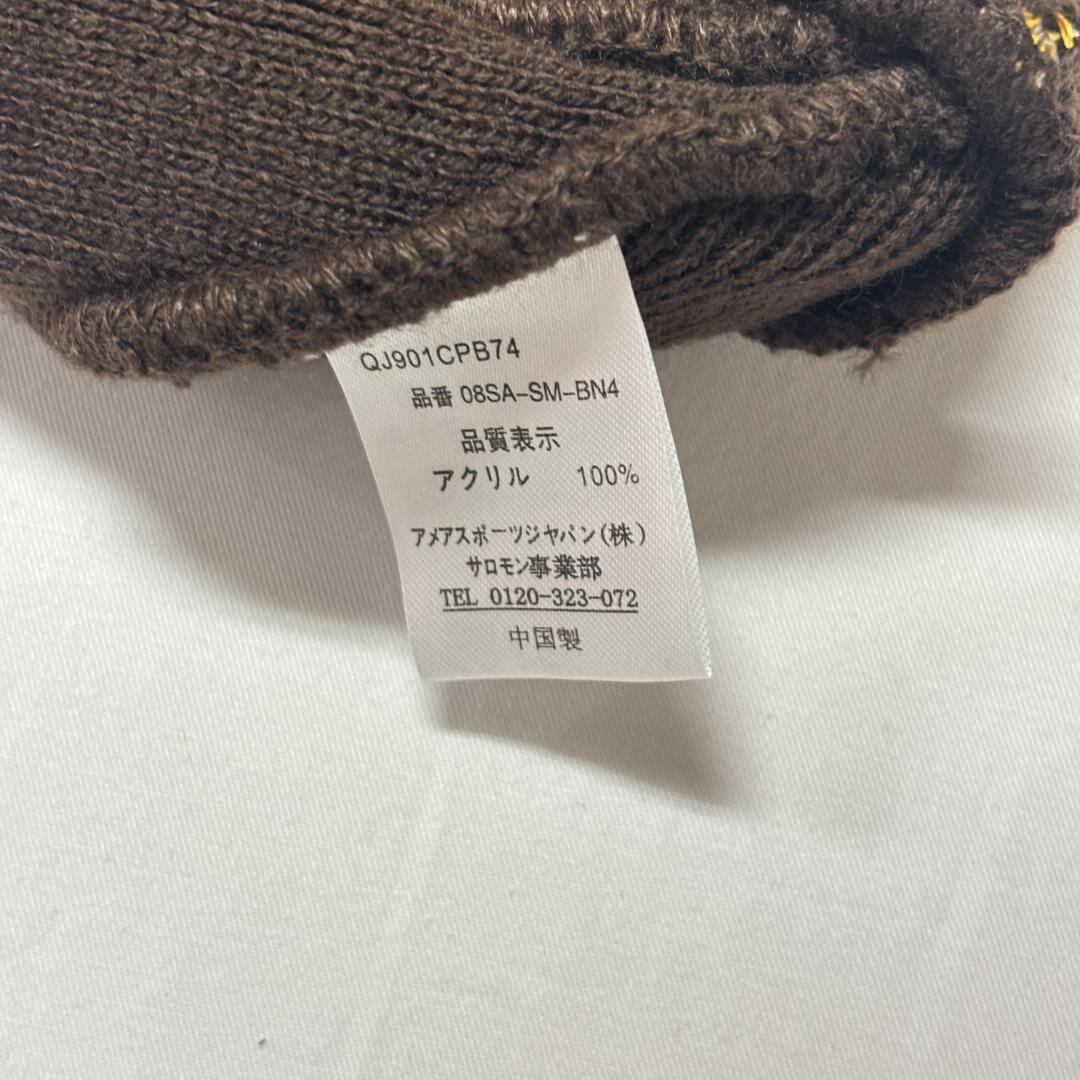 QJ901CPB74
品番 08SA-SM-BN4
品質表示
アクリル 100%
アメアスポーツジャパン(株)
サロモン事業部
TEL 0120-323-072
中国製